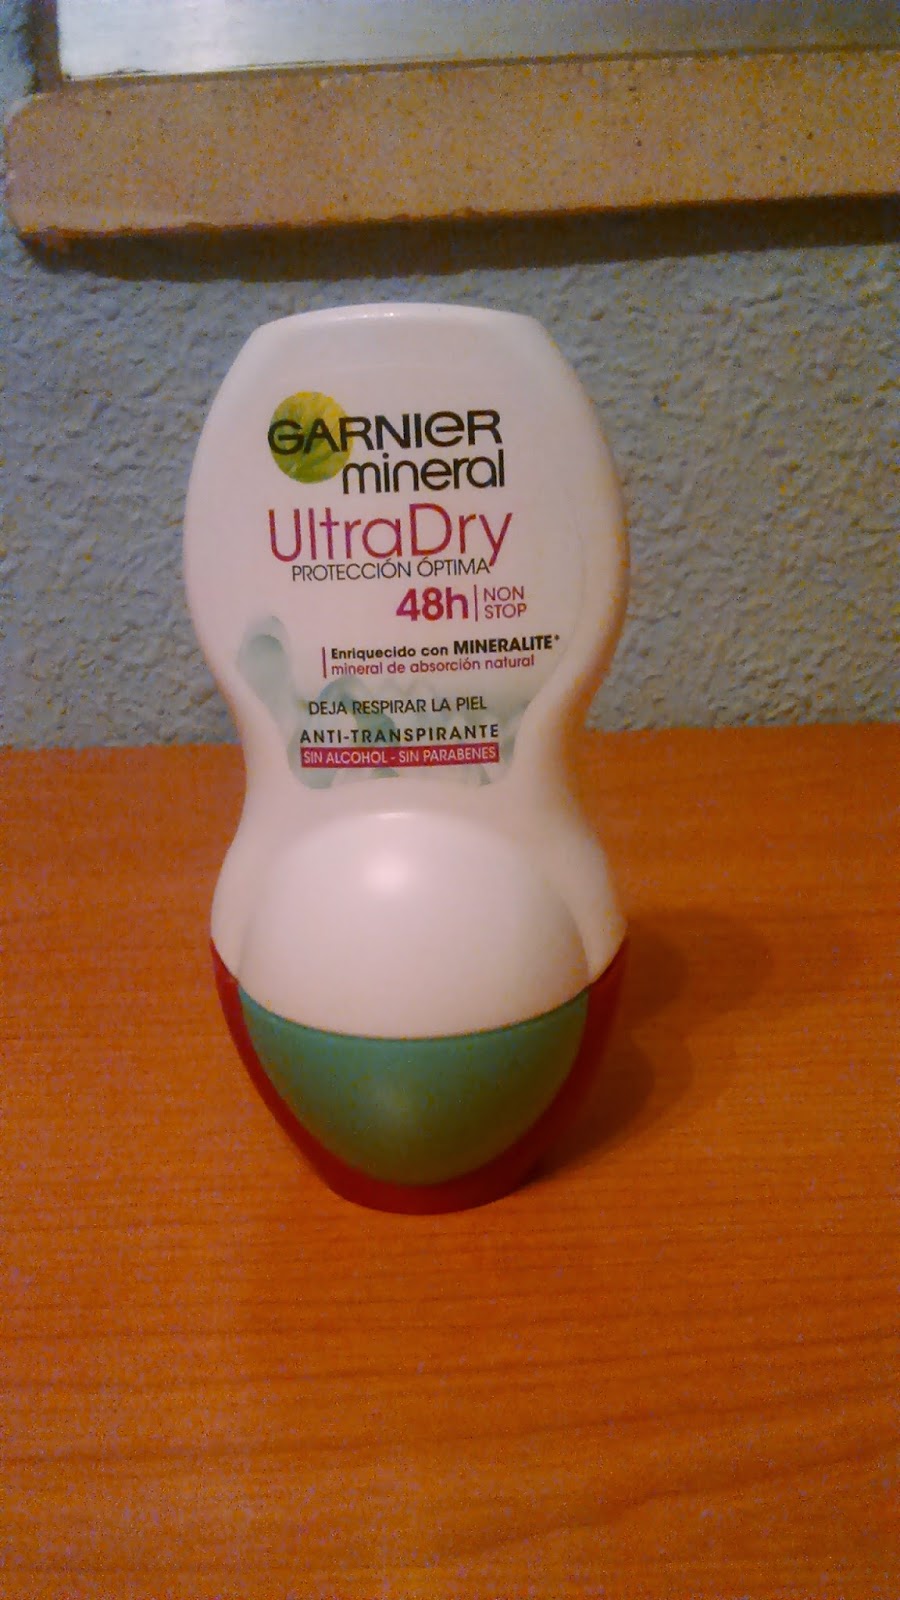 GARNIER
mineral
UltraDry
PROTECCIÓN ÓPTIMA
48h NON
STOP
Enriquecido con MINERALITE*
mineral de absorción natural
DEJA RESPIRAR LA PIEL
ANTI-TRANSPIRANTE
SIN ALCOHOL - SIN PARABENES